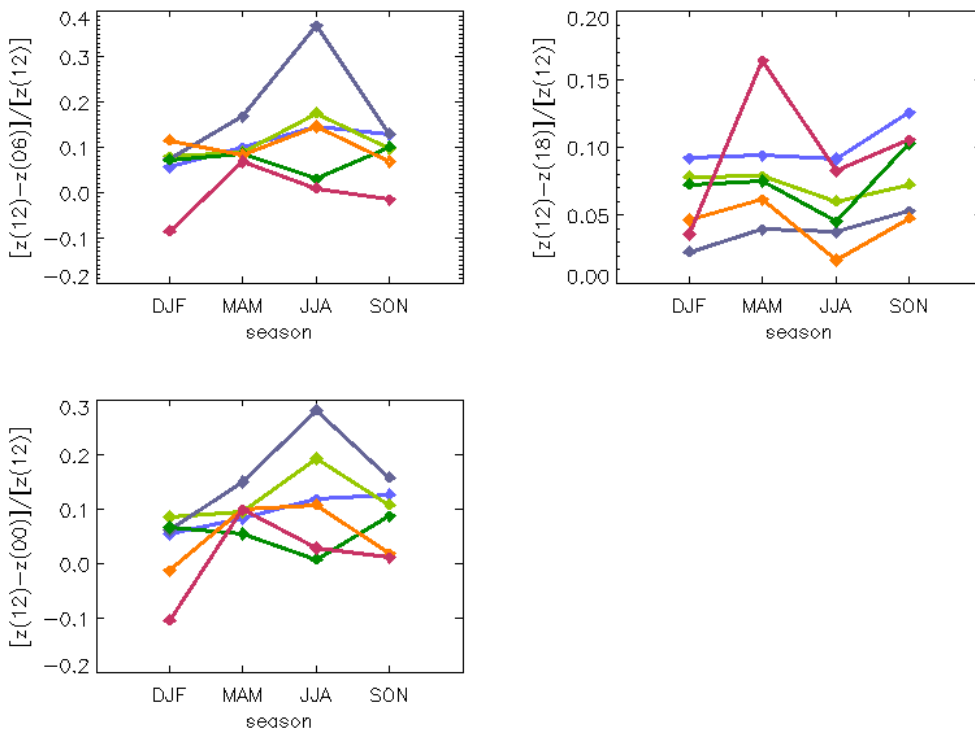 [z(12)-z(06)]/[z(12)]
0.4
0.3
0.2
0.1
0.0
-0.1
-0.2
DJF MAM JJA SON
season
[z(12)-z(18)]/[z(12)]
0.20
0.15
0.10
0.05
0.00
DJF MAM JJA SON
season
[z(12)-z(00)]/[z(12)]
0.3
0.2
0.1
0.0
-0.1
-0.2
DJF MAM JJA SON
season